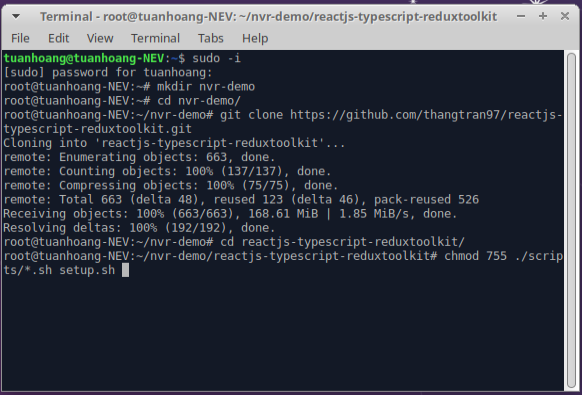 Terminal - root@tuanhoang-NEV: ~/nvr-demo/reactjs-typescript-reduxtoolkit
File Edit View Terminal Tabs Help
tuanhoang@tuanhoang-NEV:~$ sudo -i
[sudo] password for tuanhoang:
root@tuanhoang-NEV:~# mkdir nvr-demo
root@tuanhoang-NEV:~# cd nvr-demo/
root@tuanhoang-NEV:~/nvr-demo# git clone https://github.com/thangtran97/reactjs-
typescript-reduxtoolkit.git
Cloning into 'reactjs-typescript-reduxtoolkit'...
remote: Enumerating objects: 663, done.
remote: Counting objects: 100% (137/137), done.
remote: Compressing objects: 100% (75/75), done.
remote: Total 663 (delta 48), reused 123 (delta 46), pack-reused 526
Receiving objects: 100% (663/663), 168.61 MiB | 1.85 MiB/s, done.
Resolving deltas: 100% (192/192), done.
root@tuanhoang-NEV:~/nvr-demo# cd reactjs-typescript-reduxtoolkit/
root@tuanhoang-NEV:~/nvr-demo/reactjs-typescript-reduxtoolkit# chmod 755 ./scrip
ts/*.sh setup.sh